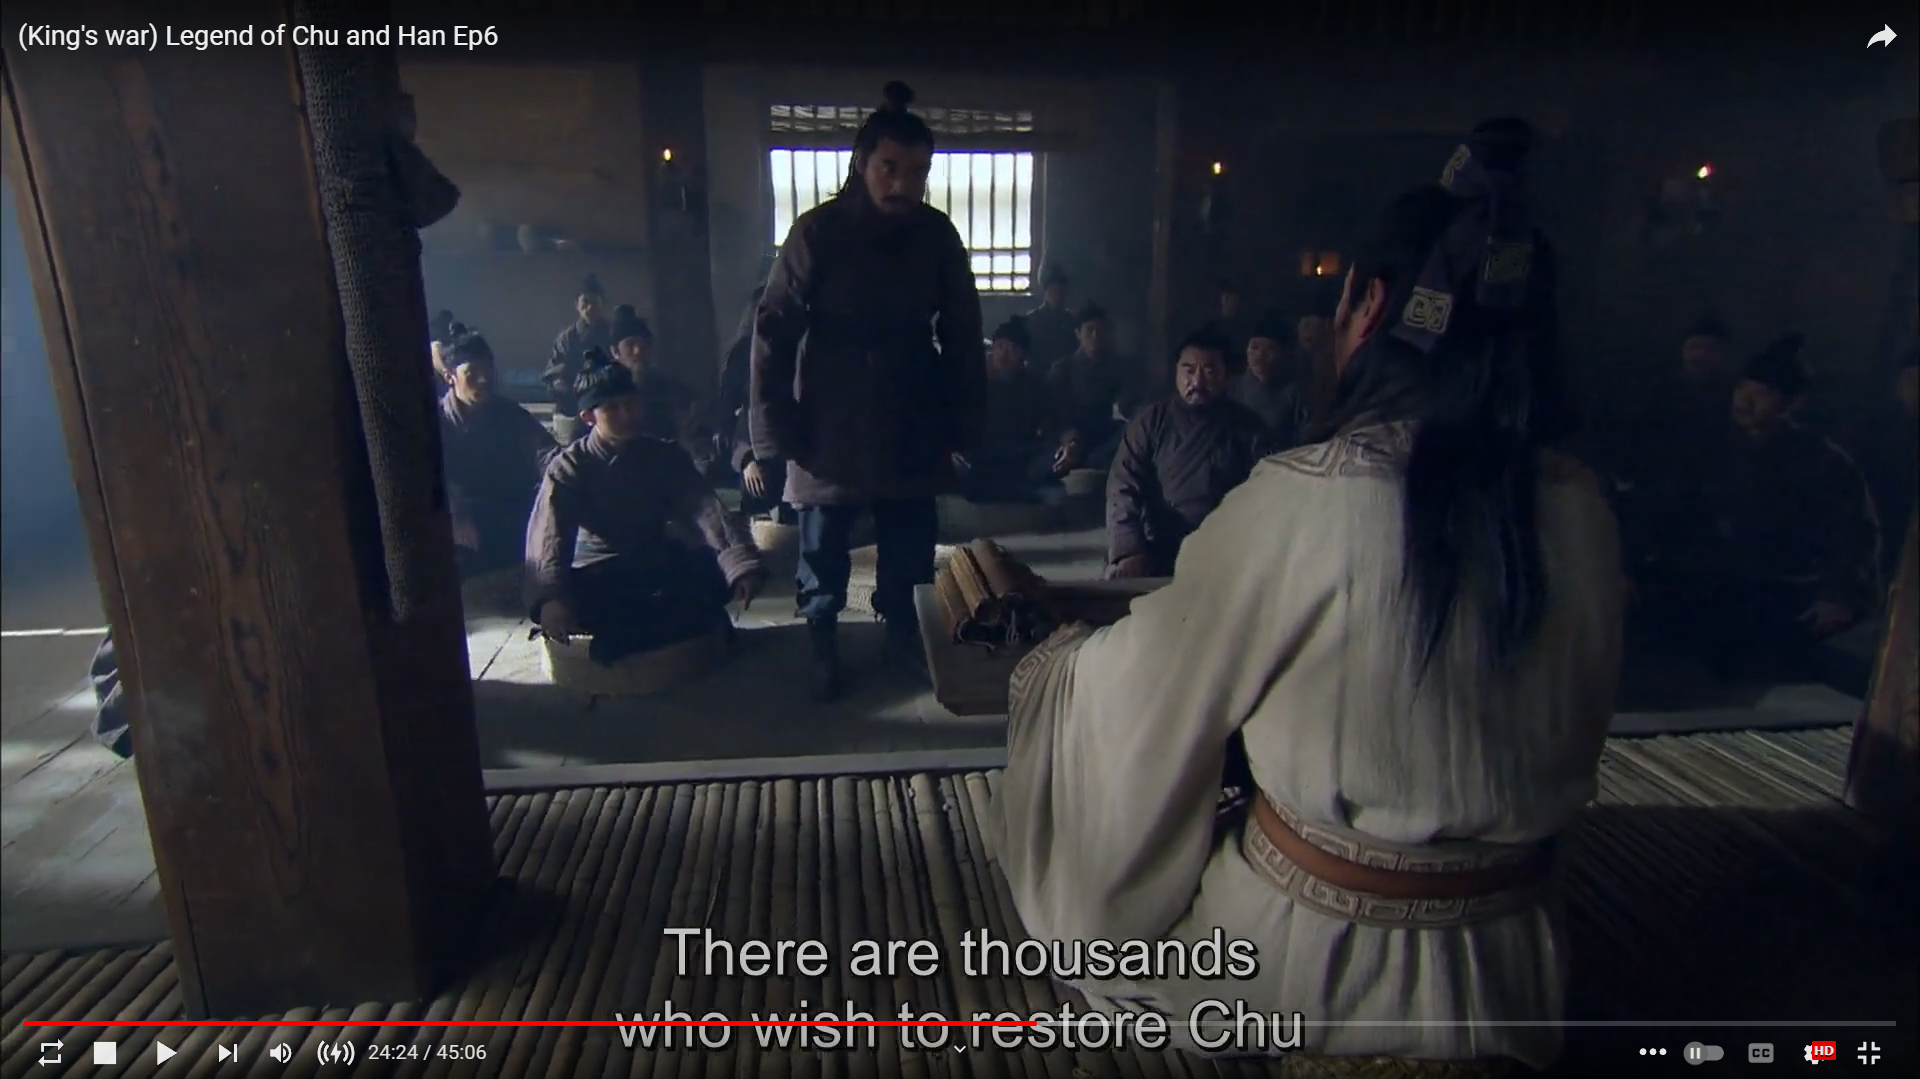 (King's war) Legend of Chu and Han Ep6
There are thousands
who wish to restore Chu
24:24 / 45:06
CC
HD